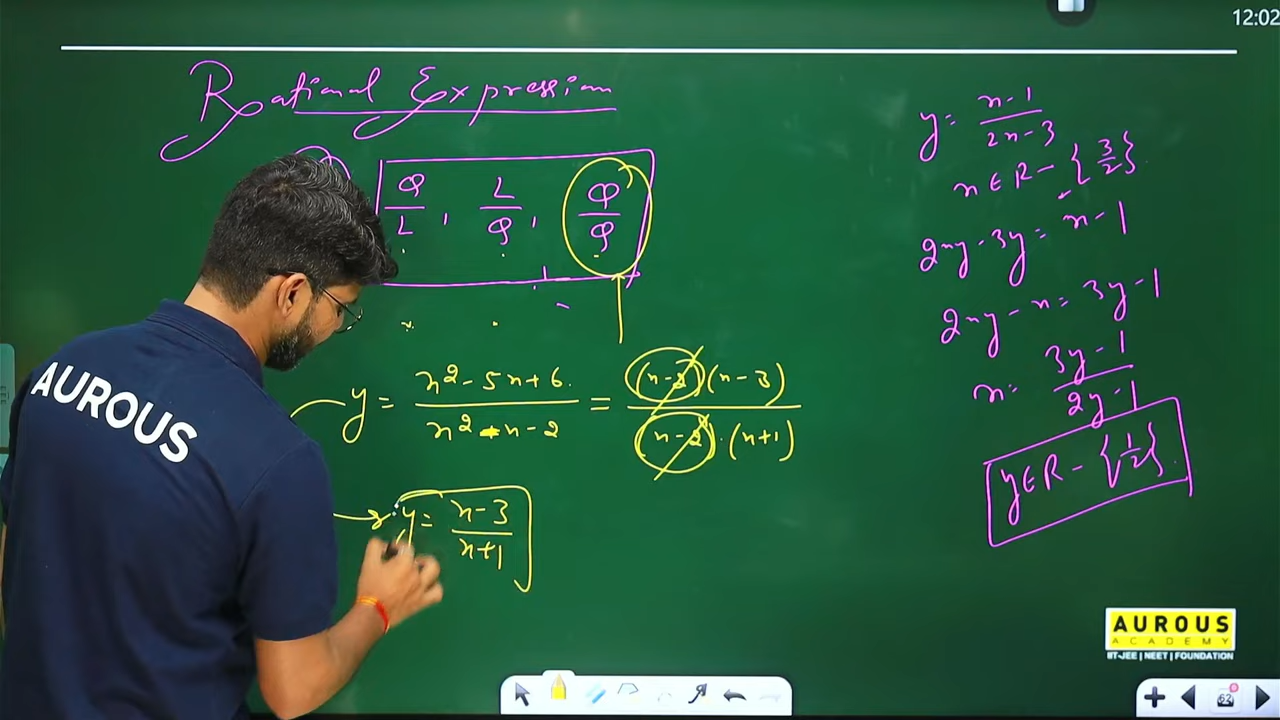 12:02
Rational Expression
Q/L, L/Q, Q/Q
y = (x²-5x+6)/(x²-x-2) = ((x-2)(x-3))/((x-2)·(x+1))
y = (x-3)/(x+1)
y = (x-1)/(2x-3)
x ∈ R - {3/2}
2xy - 3y = x-1
2xy - x = 3y-1
x = (3y-1)/(2y-1)
y ∈ R - {1/2}
AUROUS
AUROUS
ACADEMY
IIT-JEE | NEET | FOUNDATION
62